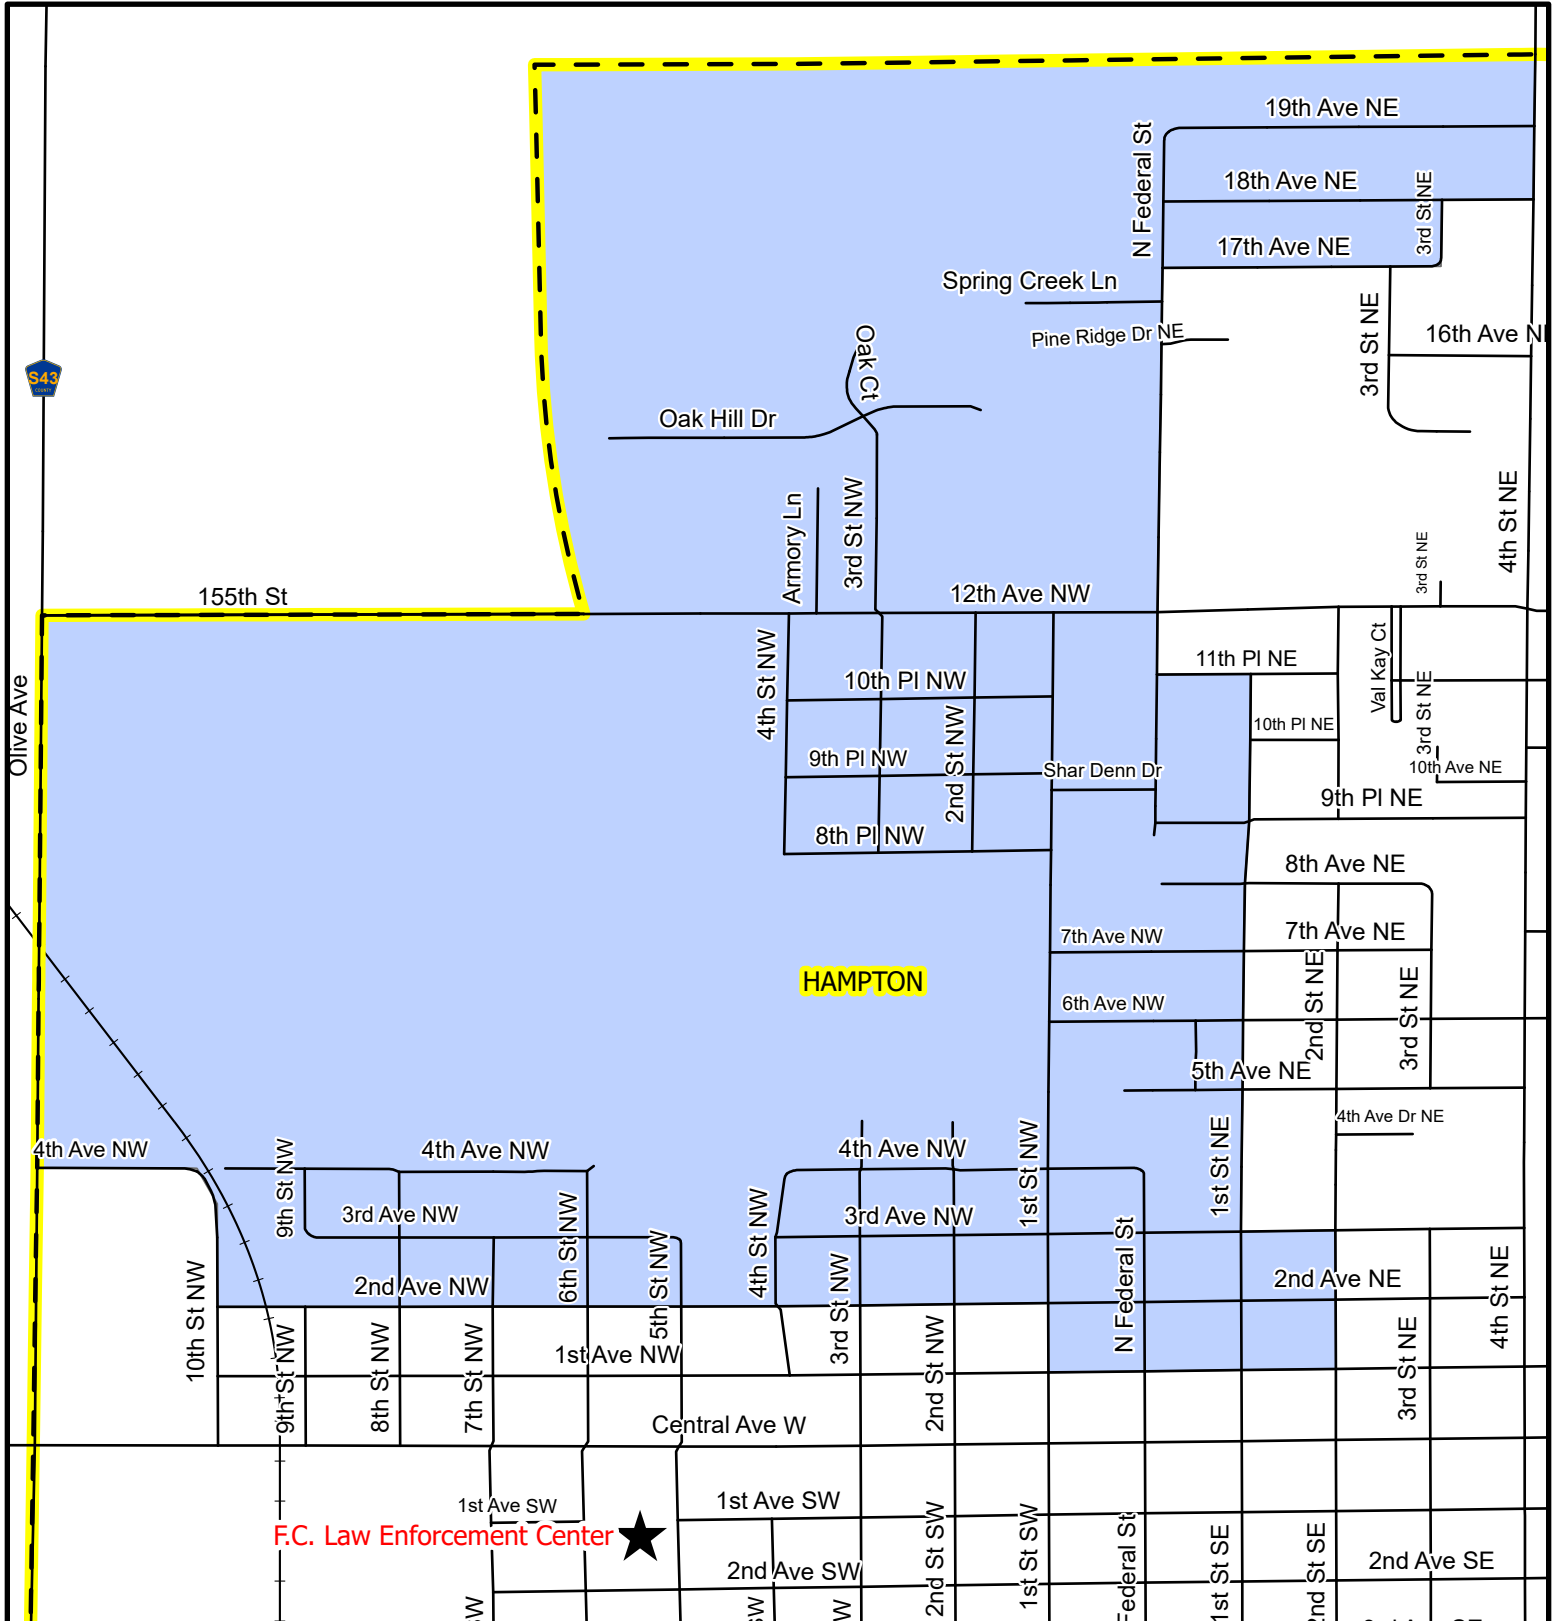 19th Ave NE
N Federal St
18th Ave NE
3rd St NE
17th Ave NE
Spring Creek Ln
Pine Ridge Dr NE
3rd St NE
16th Ave
Oak Ct
S43
COUNTY
Oak Hill Dr
Armory Ln
3rd St NW
4th St NE
3rd St NE
155th St
12th Ave NW
Olive Ave
4th St NW
10th Pl NW
11th Pl NE
Val Kay Ct
3rd St NE
2nd St NW
10th Pl NE
9th Pl NW
Shar Denn Dr
10th Ave NE
9th Pl NE
8th Pl NW
8th Ave NE
7th Ave NW
7th Ave NE
HAMPTON
2nd St NE
3rd St NE
6th Ave NW
5th Ave NE
4th Ave Dr NE
4th Ave NW
9th St NW
4th Ave NW
4th Ave NW
1st St NW
1st St NE
3rd Ave NW
6th St NW
5th St NW
4th St NW
3rd Ave NW
N Federal St
4th St NE
2nd Ave NW
3rd St NW
2nd Ave NE
10th St NW
9th St NW
8th St NW
7th St NW
1st Ave NW
2nd St NW
3rd St NE
Central Ave W
1st Ave SW
1st Ave SW
F.C. Law Enforcement Center
2nd St SW
1st St SW
Federal St
1st St SE
2nd Ave SW
nd St SE
2nd Ave SE
SW
SW
W